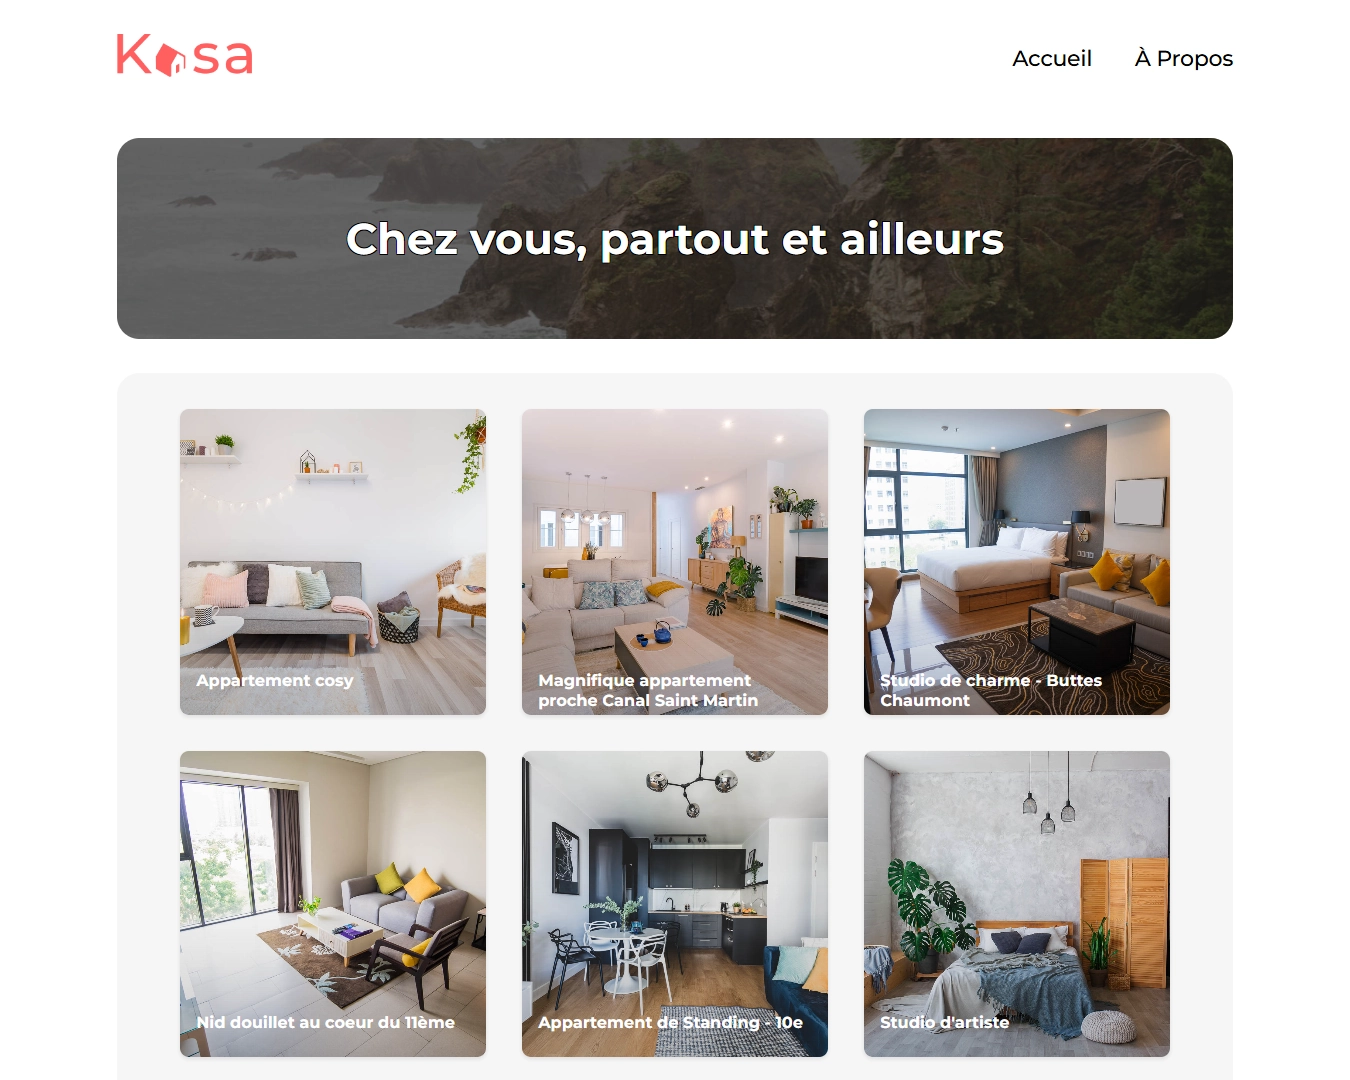 Kasa
Accueil
À Propos
Chez vous, partout et ailleurs
Appartement cosy
Magnifique appartement
proche Canal Saint Martin
Studio de charme - Buttes
Chaumont
Nid douillet au coeur du 11ème
Appartement de Standing - 10e
Studio d'artiste